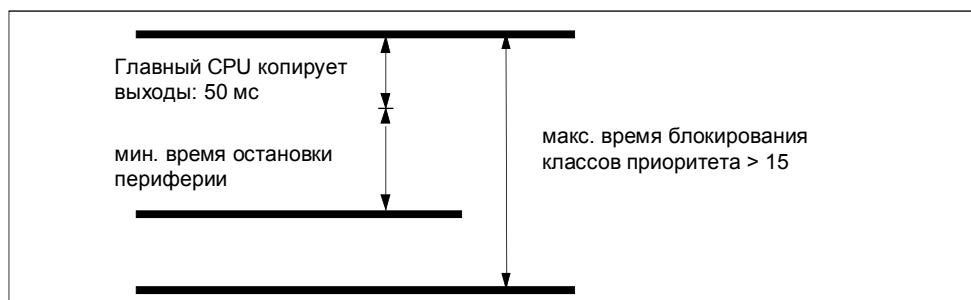 Главный CPU копирует
выходы: 50 мс
мин. время остановки
периферии
макс. время блокирования
классов приоритета > 15